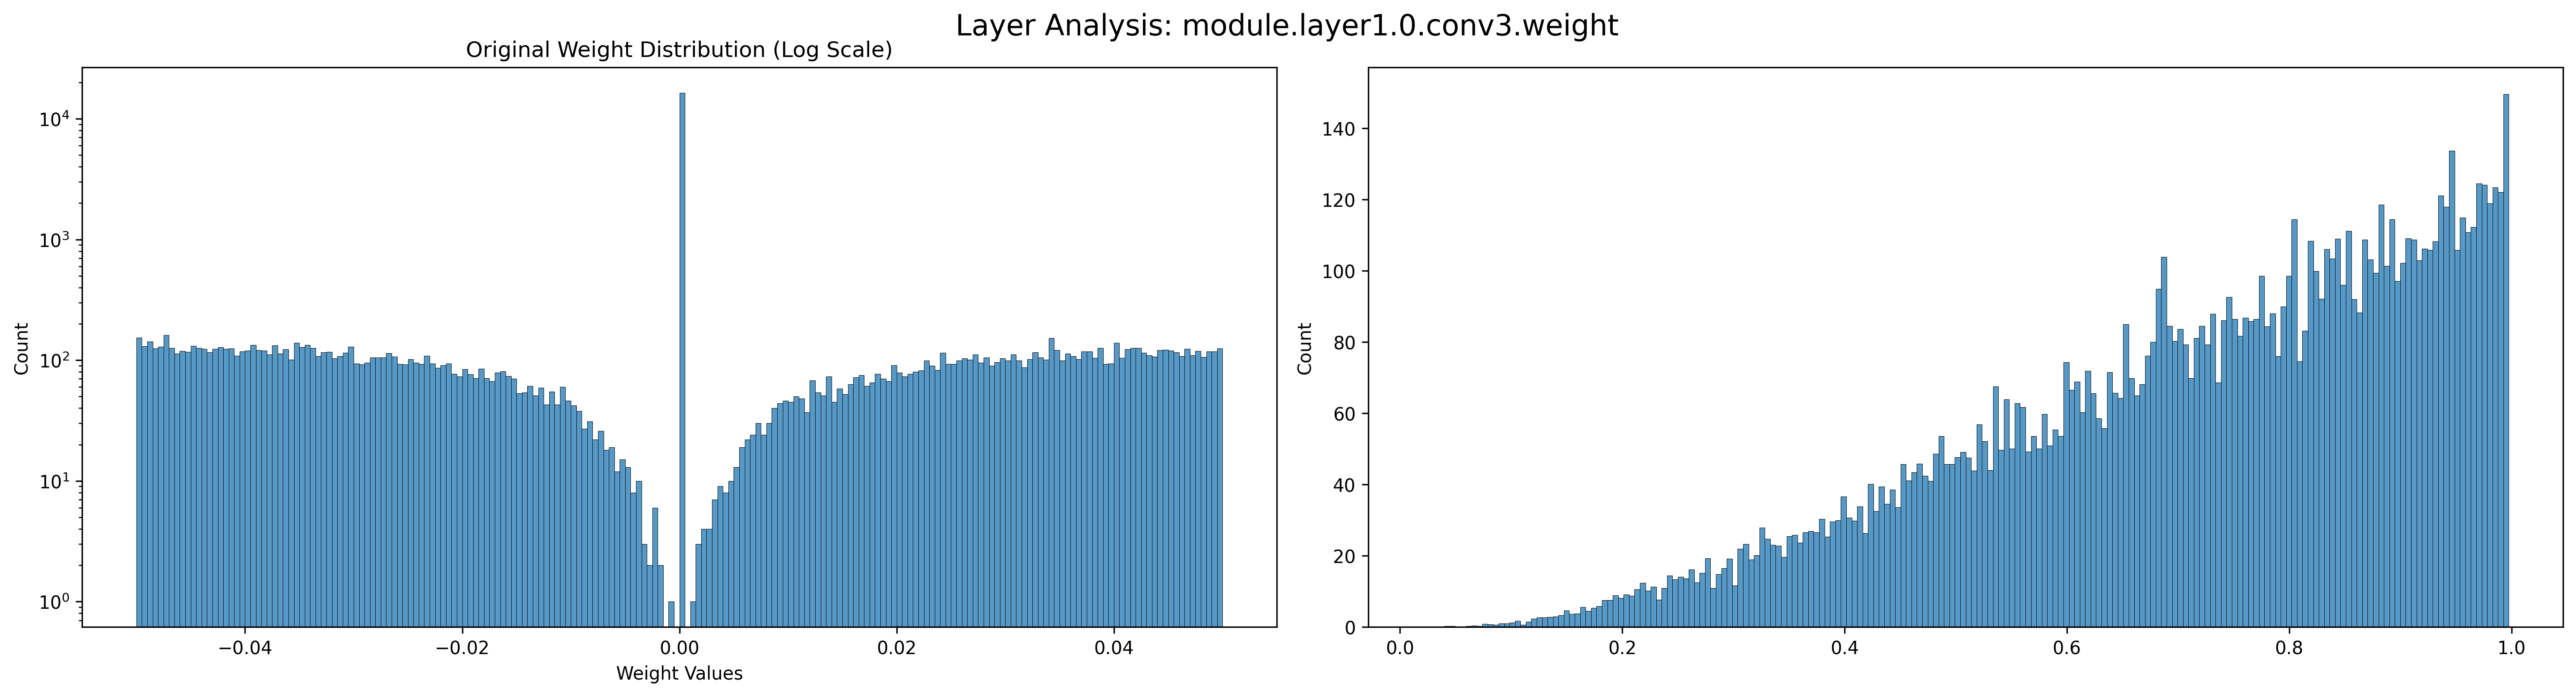 Layer Analysis: module.layer1.0.conv3.weight
Original Weight Distribution (Log Scale)
Count
10⁴
10³
10²
10¹
10⁰
−0.04 −0.02 0.00 0.02 0.04
Weight Values
Count
140
120
100
80
60
40
20
0
0.0 0.2 0.4 0.6 0.8 1.0